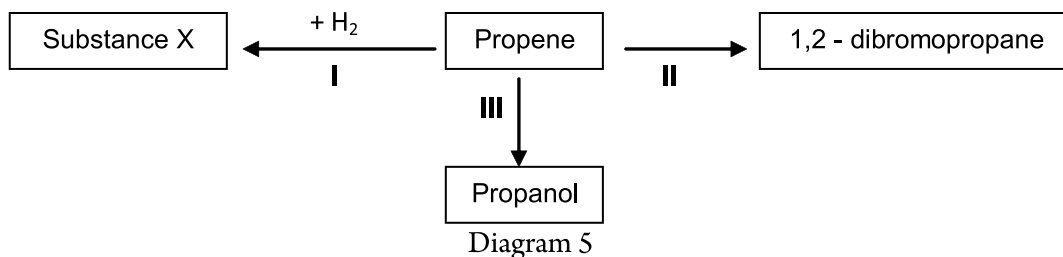 + H₂
Substance X
Propene
1,2 - dibromopropane
I
II
III
Propanol
Diagram 5